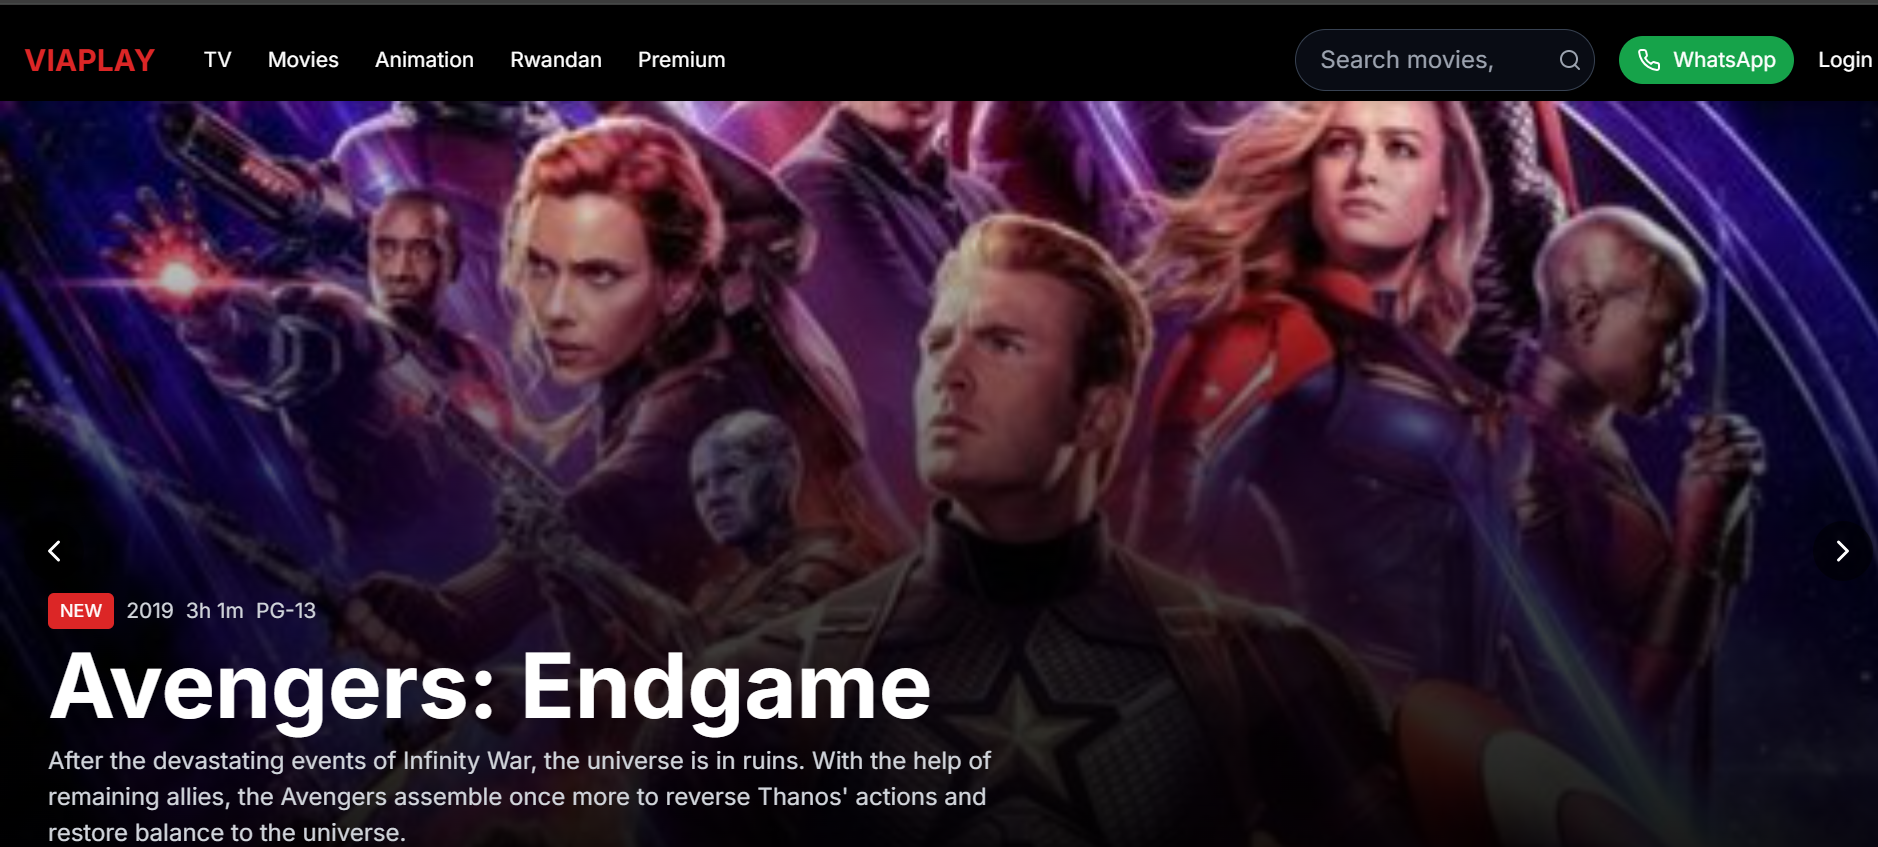 VIAPLAY TV Movies Animation Rwandan Premium Search movies, WhatsApp Login
NEW 2019 3h 1m PG-13
Avengers: Endgame
After the devastating events of Infinity War, the universe is in ruins. With the help of
remaining allies, the Avengers assemble once more to reverse Thanos' actions and
restore balance to the universe.